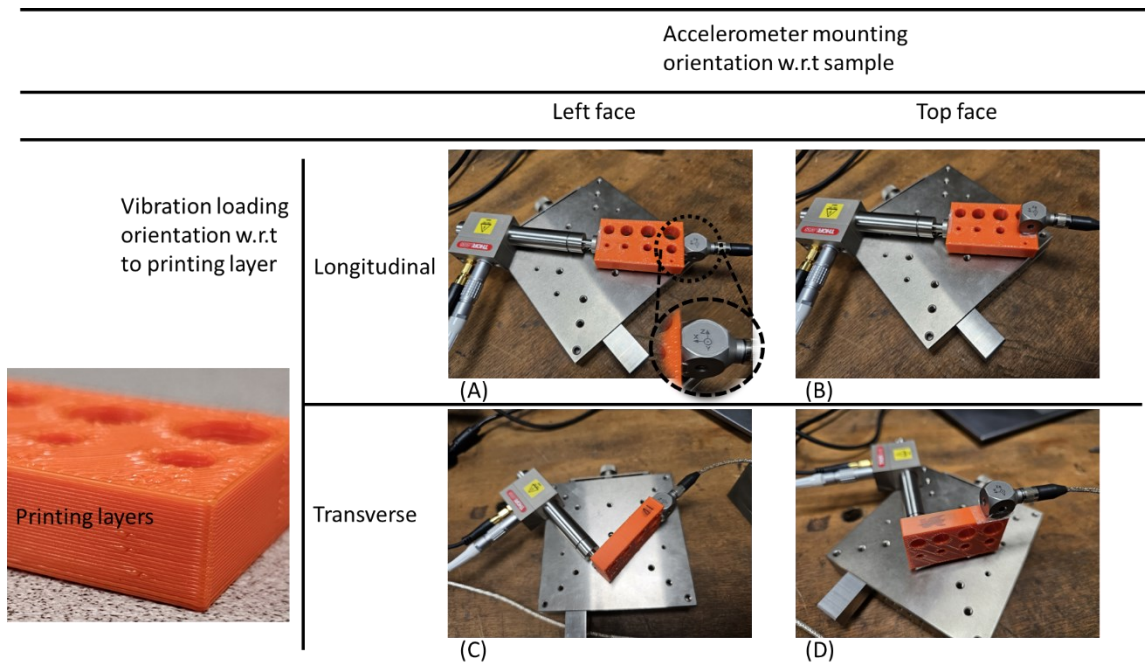 Accelerometer mounting
orientation w.r.t sample
Left face
Top face
Vibration loading
orientation w.r.t
to printing layer
Longitudinal
(A)
(B)
Printing layers
Transverse
(C)
(D)